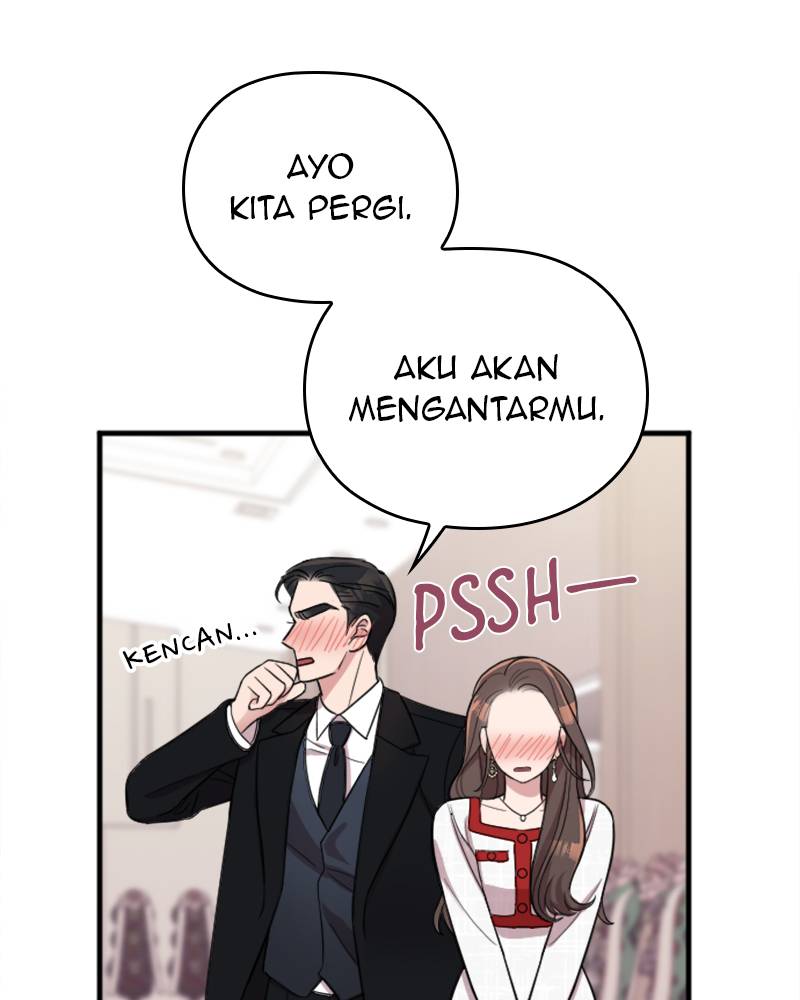 AYO
KITA PERGI.
AKU AKAN
MENGANTARMU.
PSSH—
KENCAN...